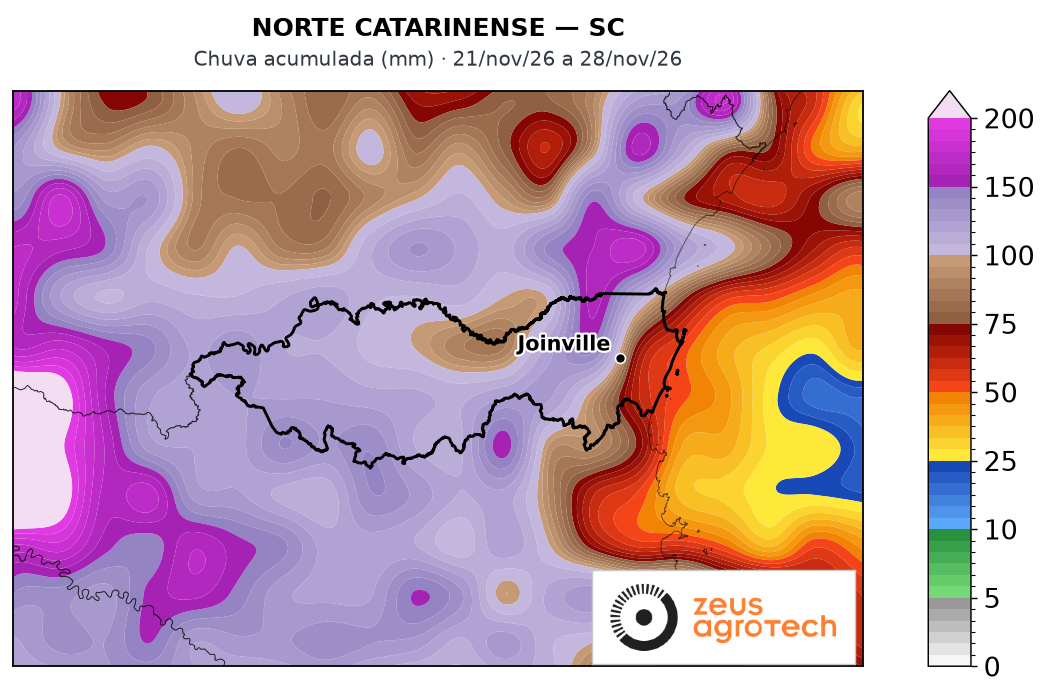 NORTE CATARINENSE — SC
Chuva acumulada (mm) · 21/nov/26 a 28/nov/26
Joinville
200
150
100
75
50
25
10
5
0
zeus
agrotech